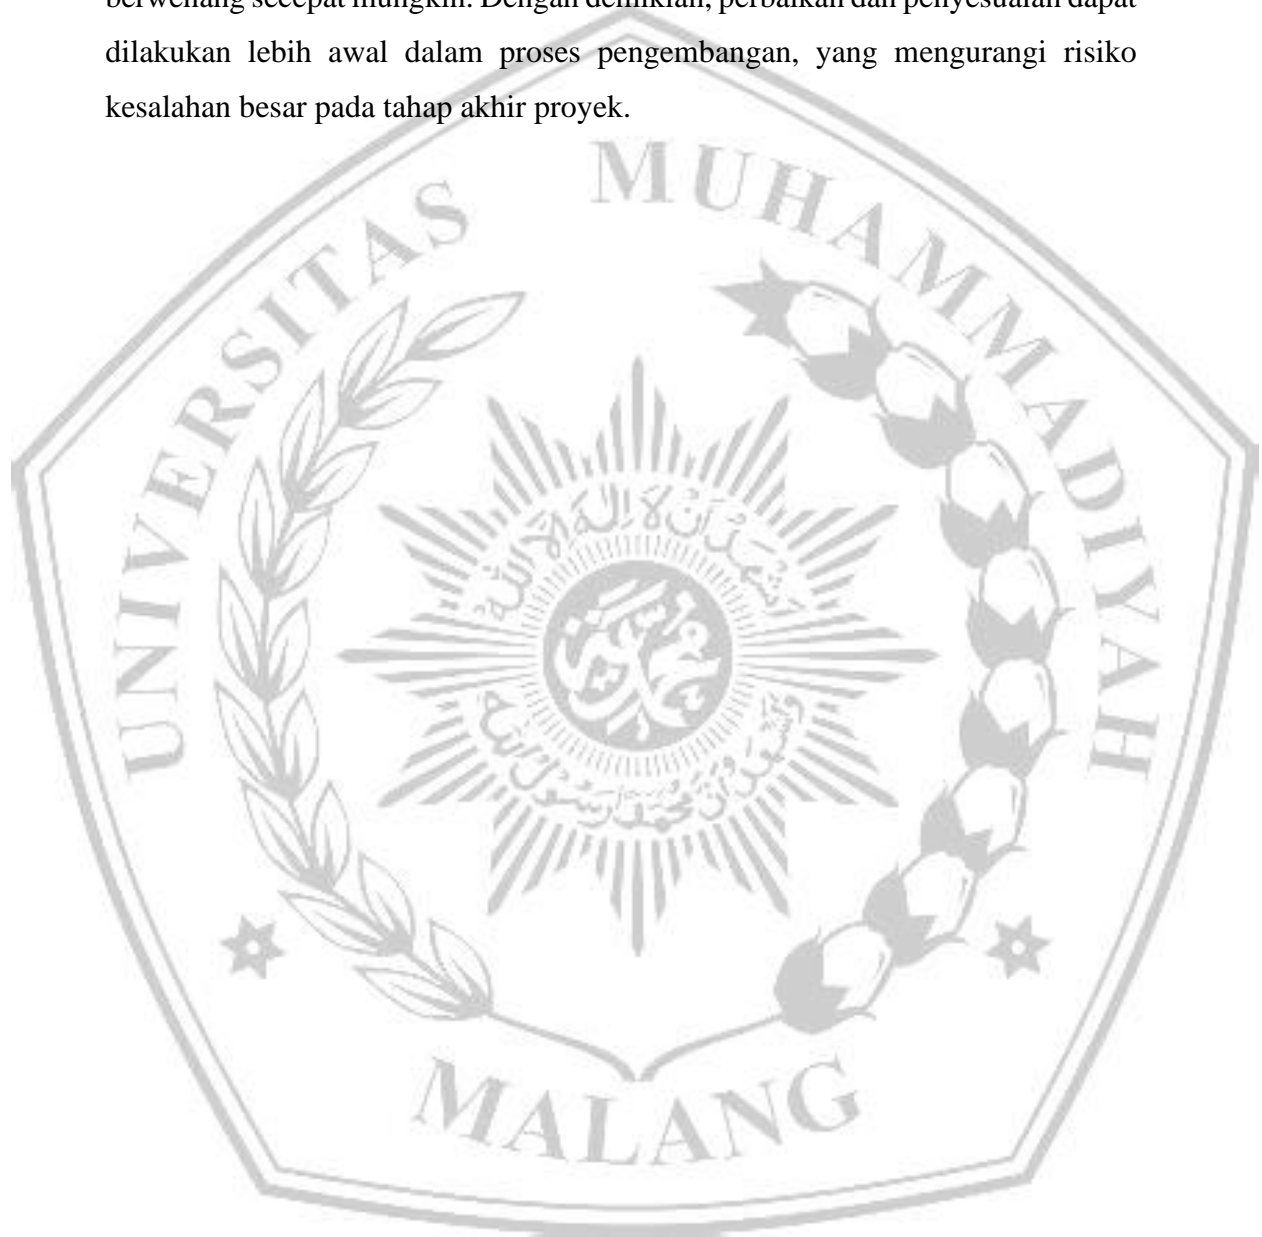 berwenang secepat mungkin. Dengan demikian, perbaikan dan penyesuaian dapat
dilakukan lebih awal dalam proses pengembangan, yang mengurangi risiko
kesalahan besar pada tahap akhir proyek.
UNIVERSITAS MUHAMMADIYAH
MALANG